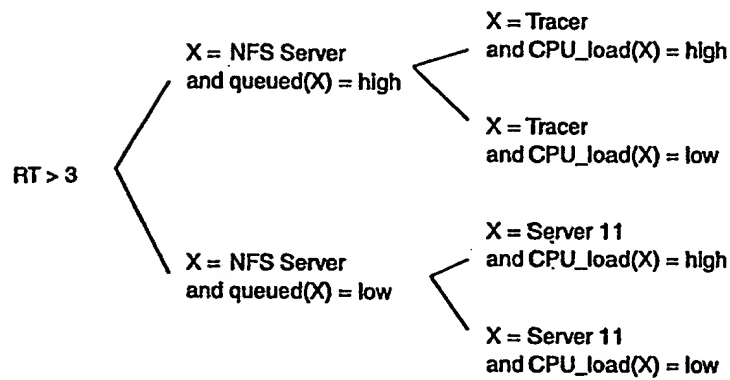 RT > 3
X = NFS Server
and queued(X) = high
X = Tracer
and CPU_load(X) = high
X = Tracer
and CPU_load(X) = low
X = NFS Server
and queued(X) = low
X = Server 11
and CPU_load(X) = high
X = Server 11
and CPU_load(X) = low